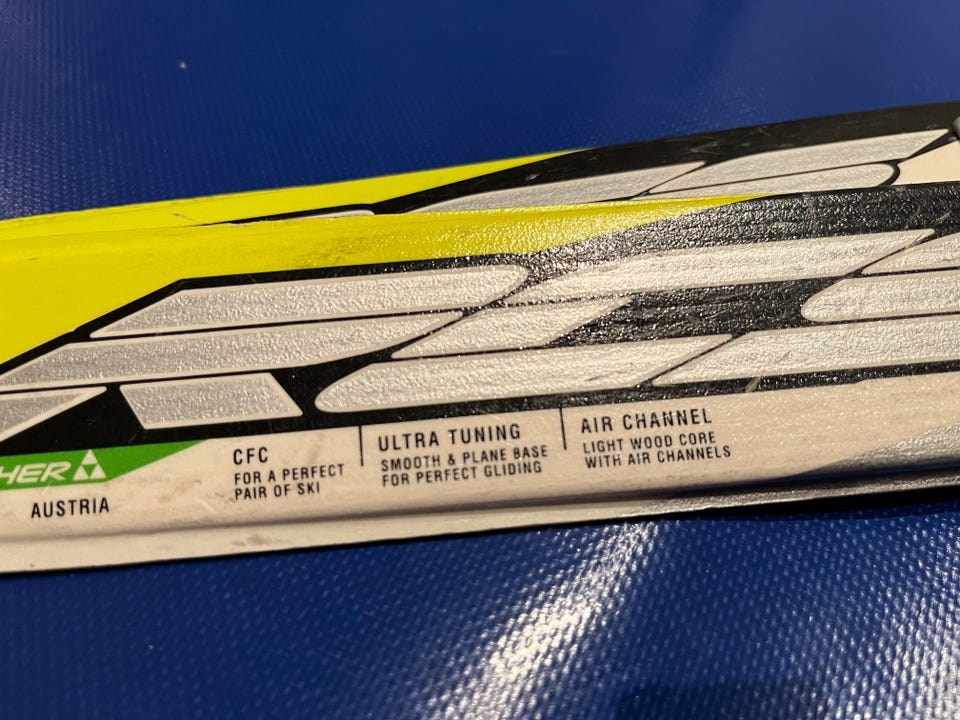 HER
AUSTRIA
CFC
FOR A PERFECT
PAIR OF SKI
ULTRA TUNING
SMOOTH & PLANE BASE
FOR PERFECT GLIDING
AIR CHANNEL
LIGHT WOOD CORE
WITH AIR CHANNELS